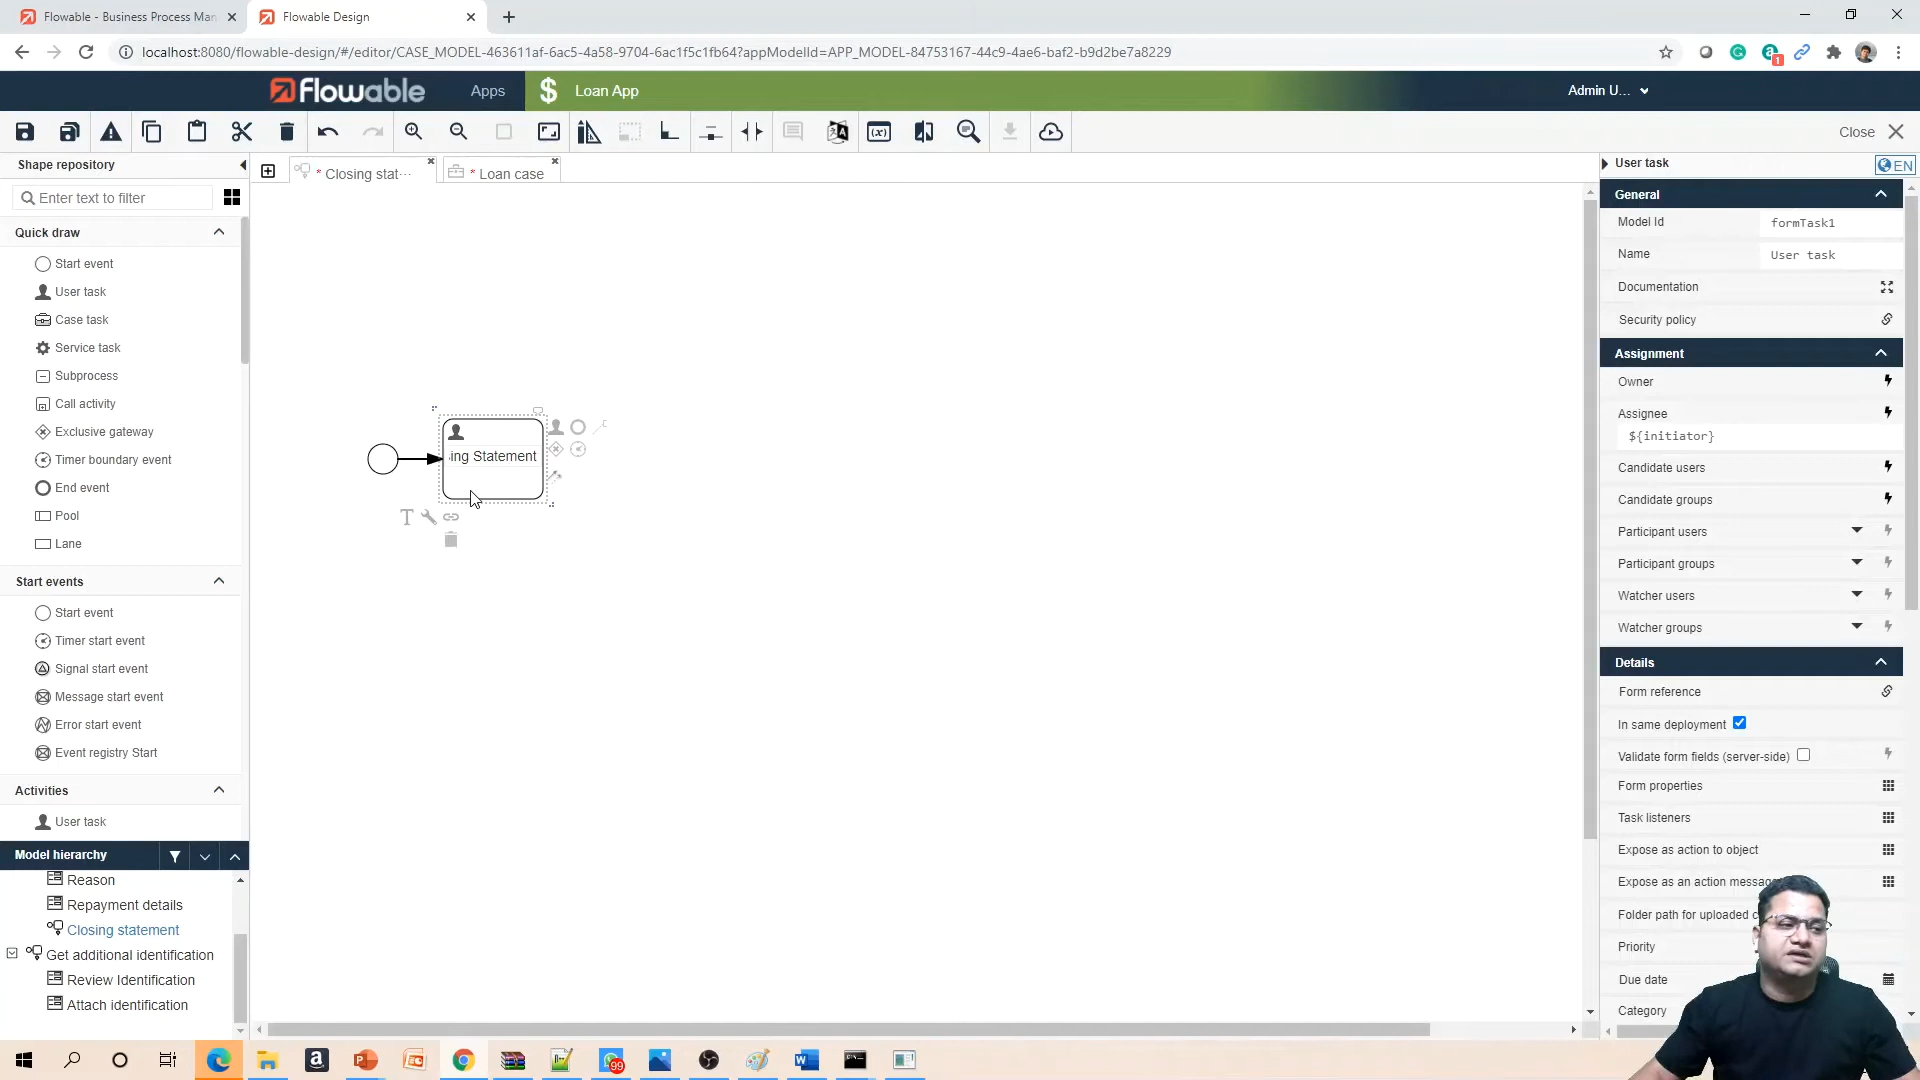 Flowable - Business Process Man
Flowable Design
localhost:8080/flowable-design/#/editor/CASE_MODEL-463611af-6ac5-4a58-9704-6ac1f5c1fb64?appModelId=APP_MODEL-84753167-44c9-4ae6-baf2-b9d2be7a8229
1
flowable
Apps
$ Loan App
Admin U...
Close
Shape repository
* Closing stat...
* Loan case
User task
EN
Enter text to filter
Quick draw
Start event
User task
Case task
Service task
Subprocess
Call activity
Exclusive gateway
Timer boundary event
End event
Pool
Lane
Start events
Start event
Timer start event
Signal start event
Message start event
Error start event
Event registry Start
Activities
User task
Model hierarchy
Reason
Repayment details
Closing statement
Get additional identification
Review Identification
Attach identification
ing Statement
General
Model Id
formTask1
Name
User task
Documentation
Security policy
Assignment
Owner
Assignee
${initiator}
Candidate users
Candidate groups
Participant users
Participant groups
Watcher users
Watcher groups
Details
Form reference
In same deployment
Validate form fields (server-side)
Form properties
Task listeners
Expose as action to object
Expose as an action messag
Folder path for uploaded c
Priority
Due date
Category
99